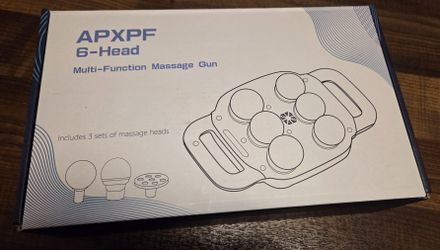 APXPF
6-Head
Multi-Function Massage Gun
Includes 3 sets of massage heads